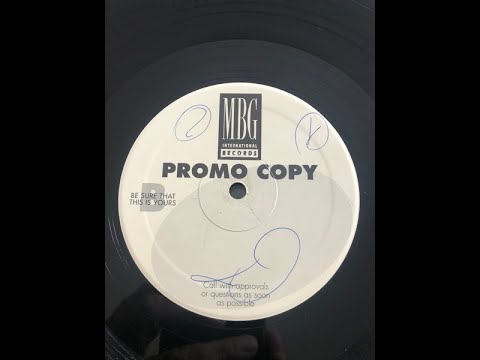 MBG
INTERNATIONAL
RECORDS
PROMO COPY
B
BE SURE THAT
THIS IS YOURS
Call with approvals
or questions as soon
as possible